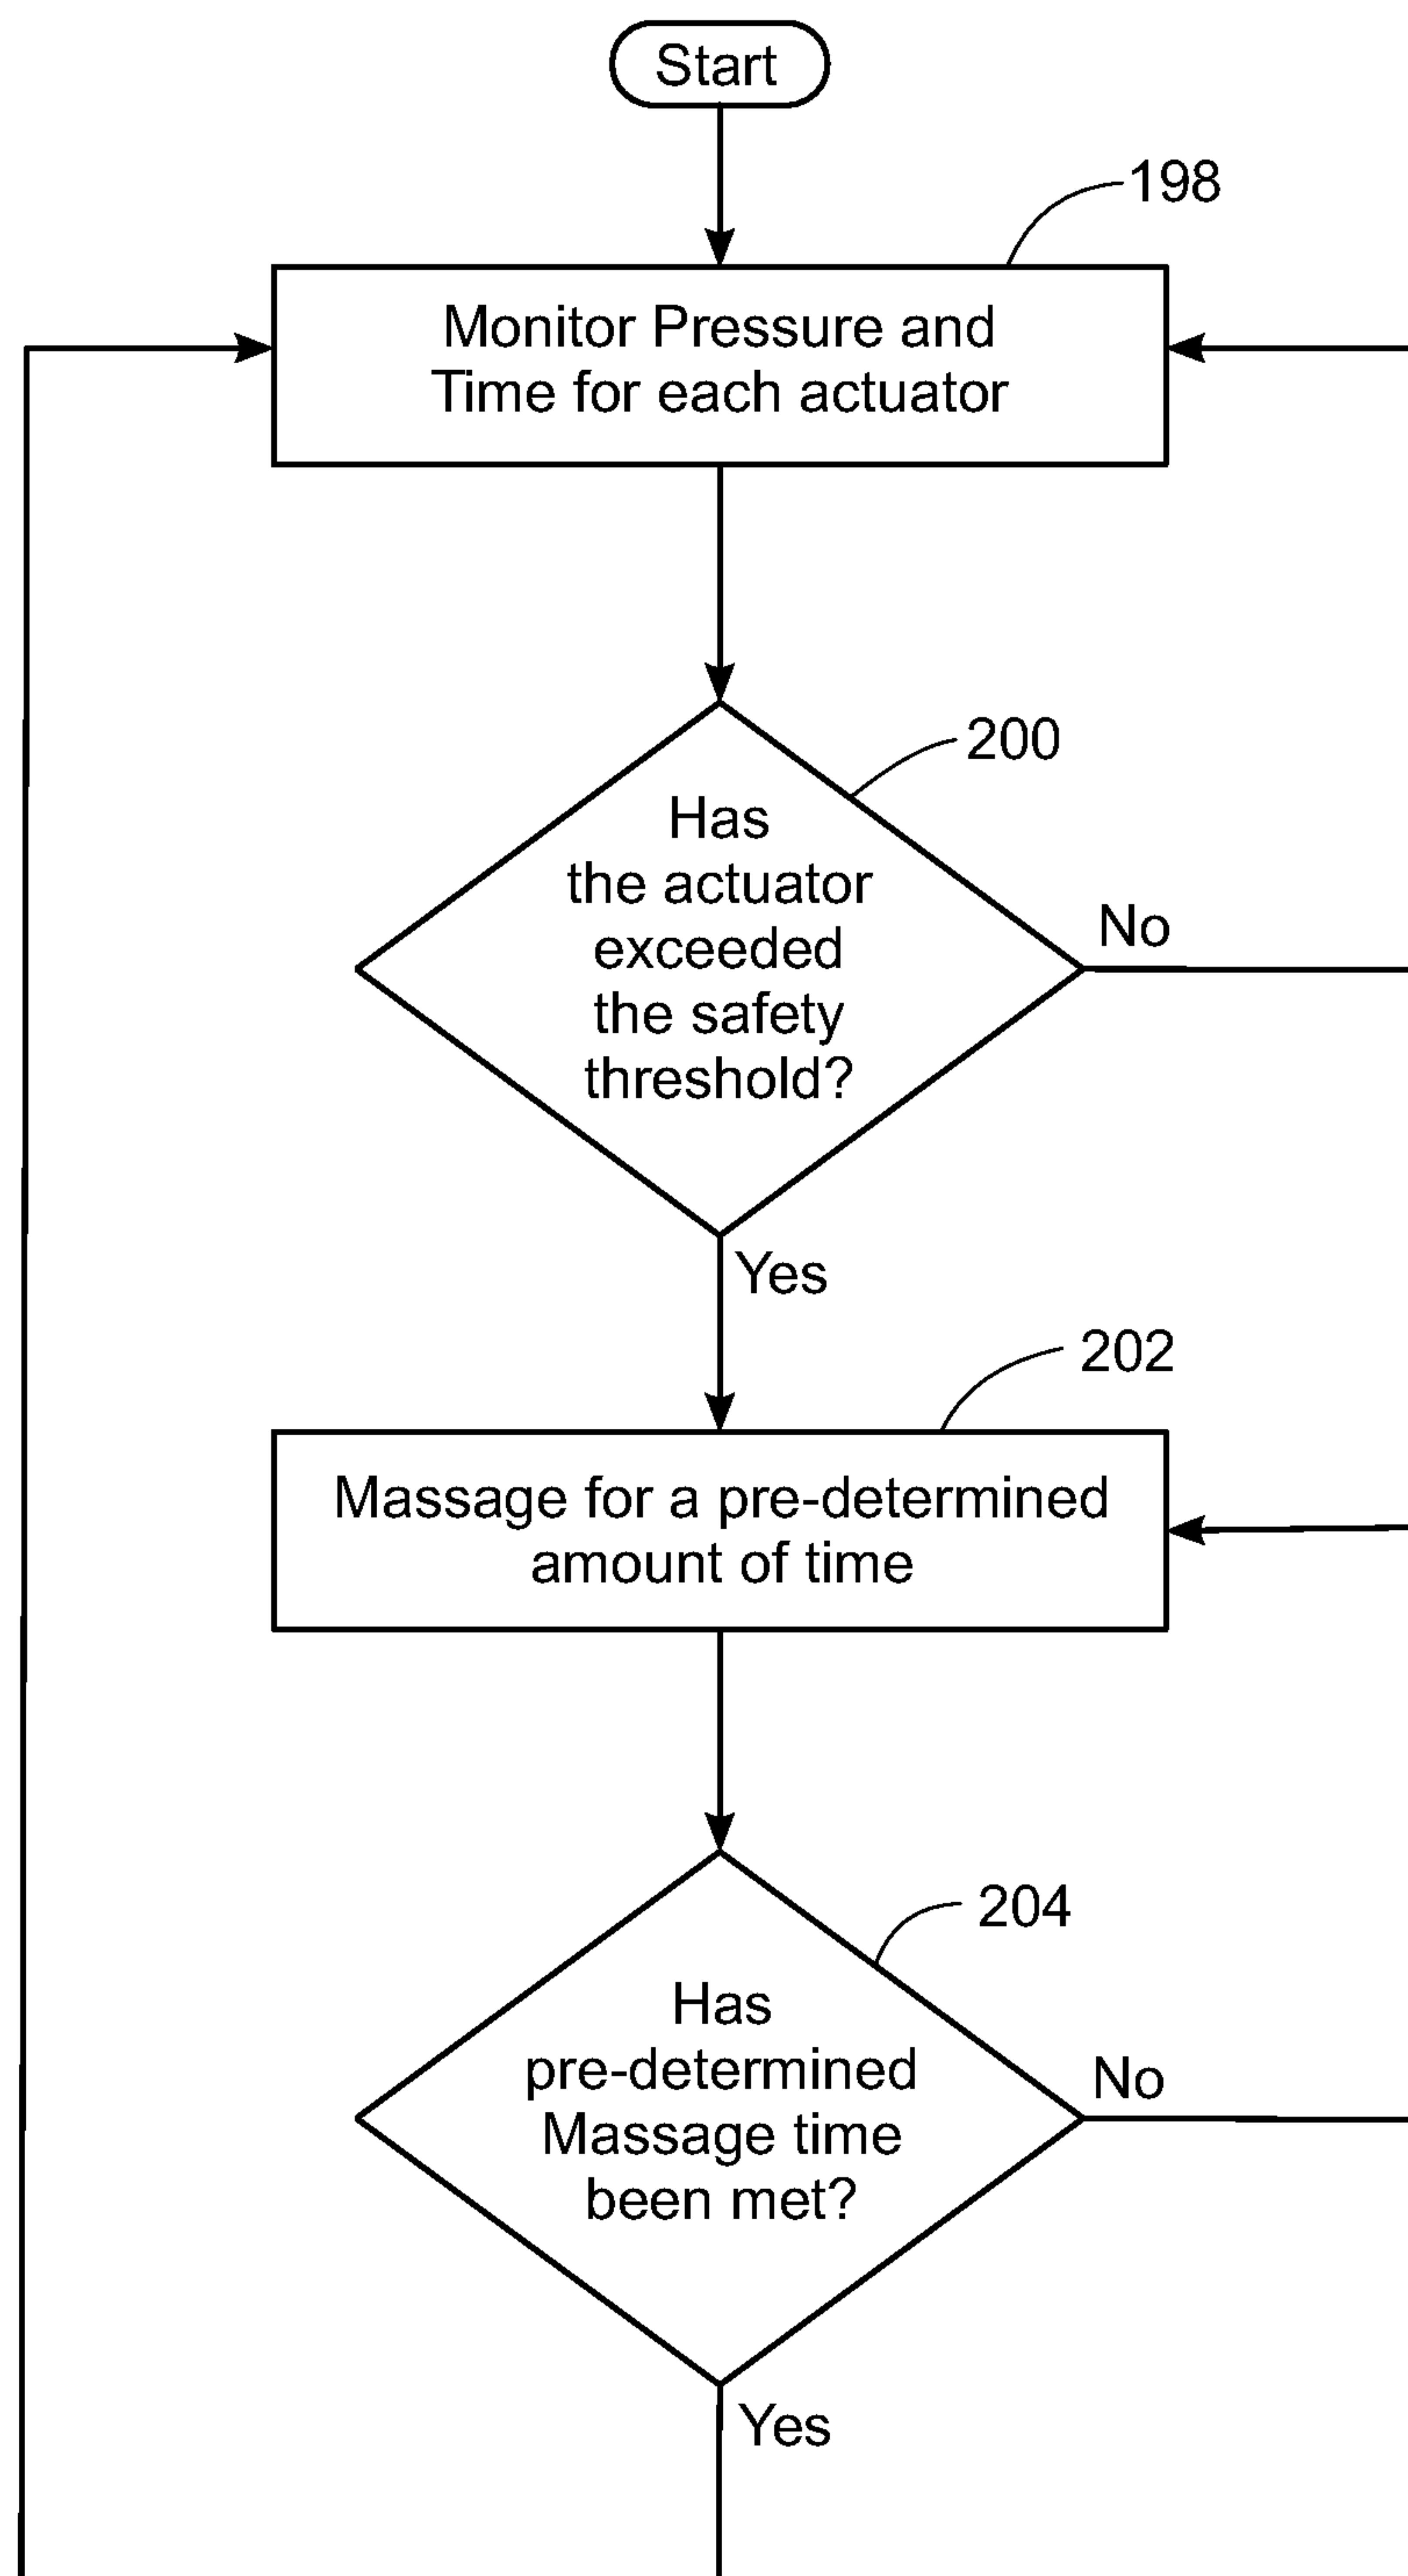 Start
198
Monitor Pressure and
Time for each actuator
200
Has
the actuator
exceeded
the safety
threshold?
No
Yes
202
Massage for a pre-determined
amount of time
204
Has
pre-determined
Massage time
been met?
No
Yes